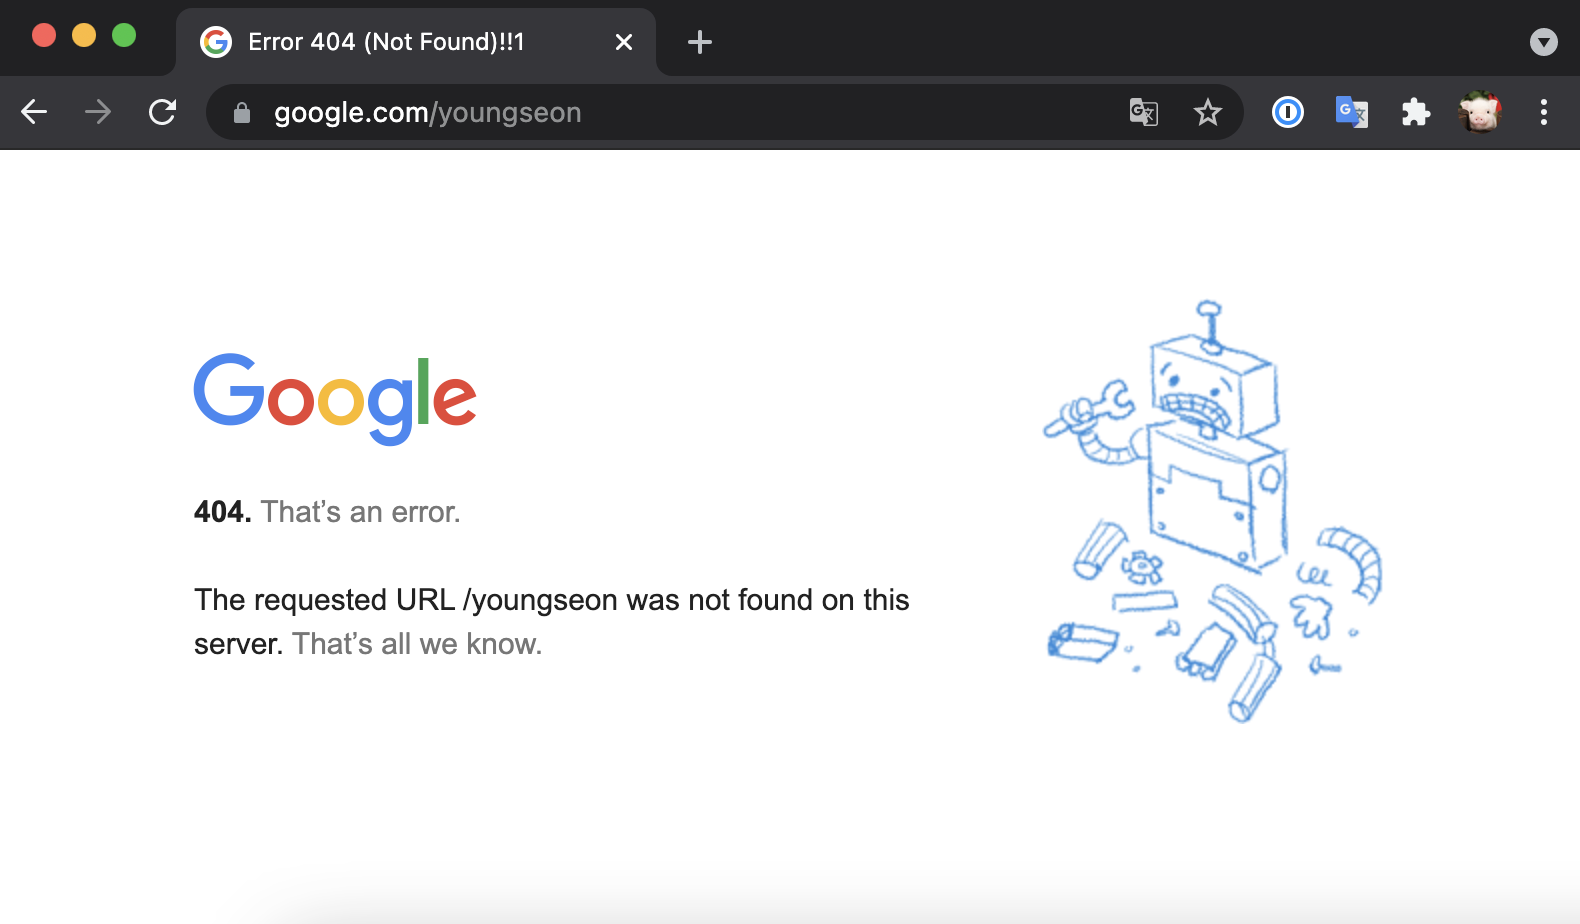 Error 404 (Not Found)!!1
google.com/youngseon
Google
404. That’s an error.
The requested URL /youngseon was not found on this
server. That’s all we know.